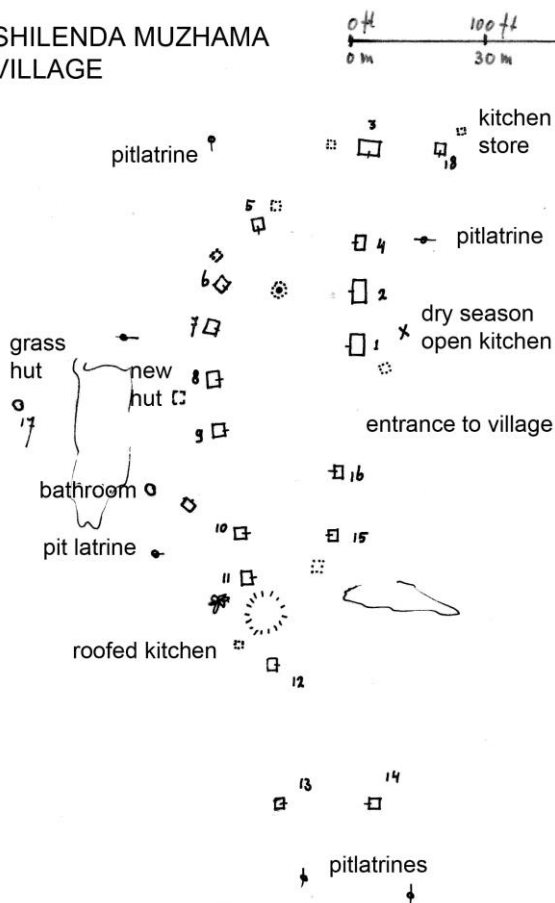 SHILENDA MUZHAMA
VILLAGE
0 ft 100 ft
0 m 30 m
kitchen
store
3
18
pitlatrine
5
4
pitlatrine
6
2
dry season
open kitchen
7
1
grass
hut
new
hut
8
17
9
entrance to village
16
bathroom
10
15
pit latrine
11
roofed kitchen
12
13
14
pitlatrines